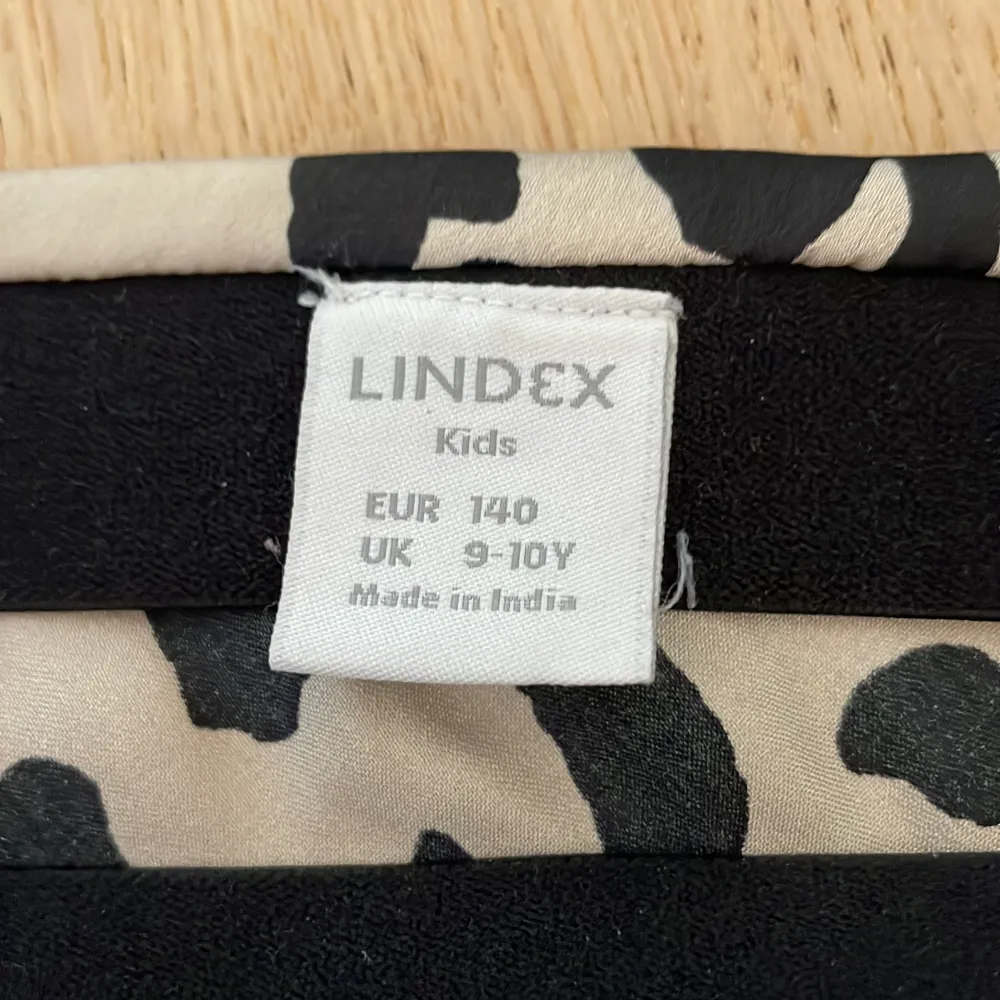 LINDEX
Kids
EUR 140
UK 9-10Y
Made in India